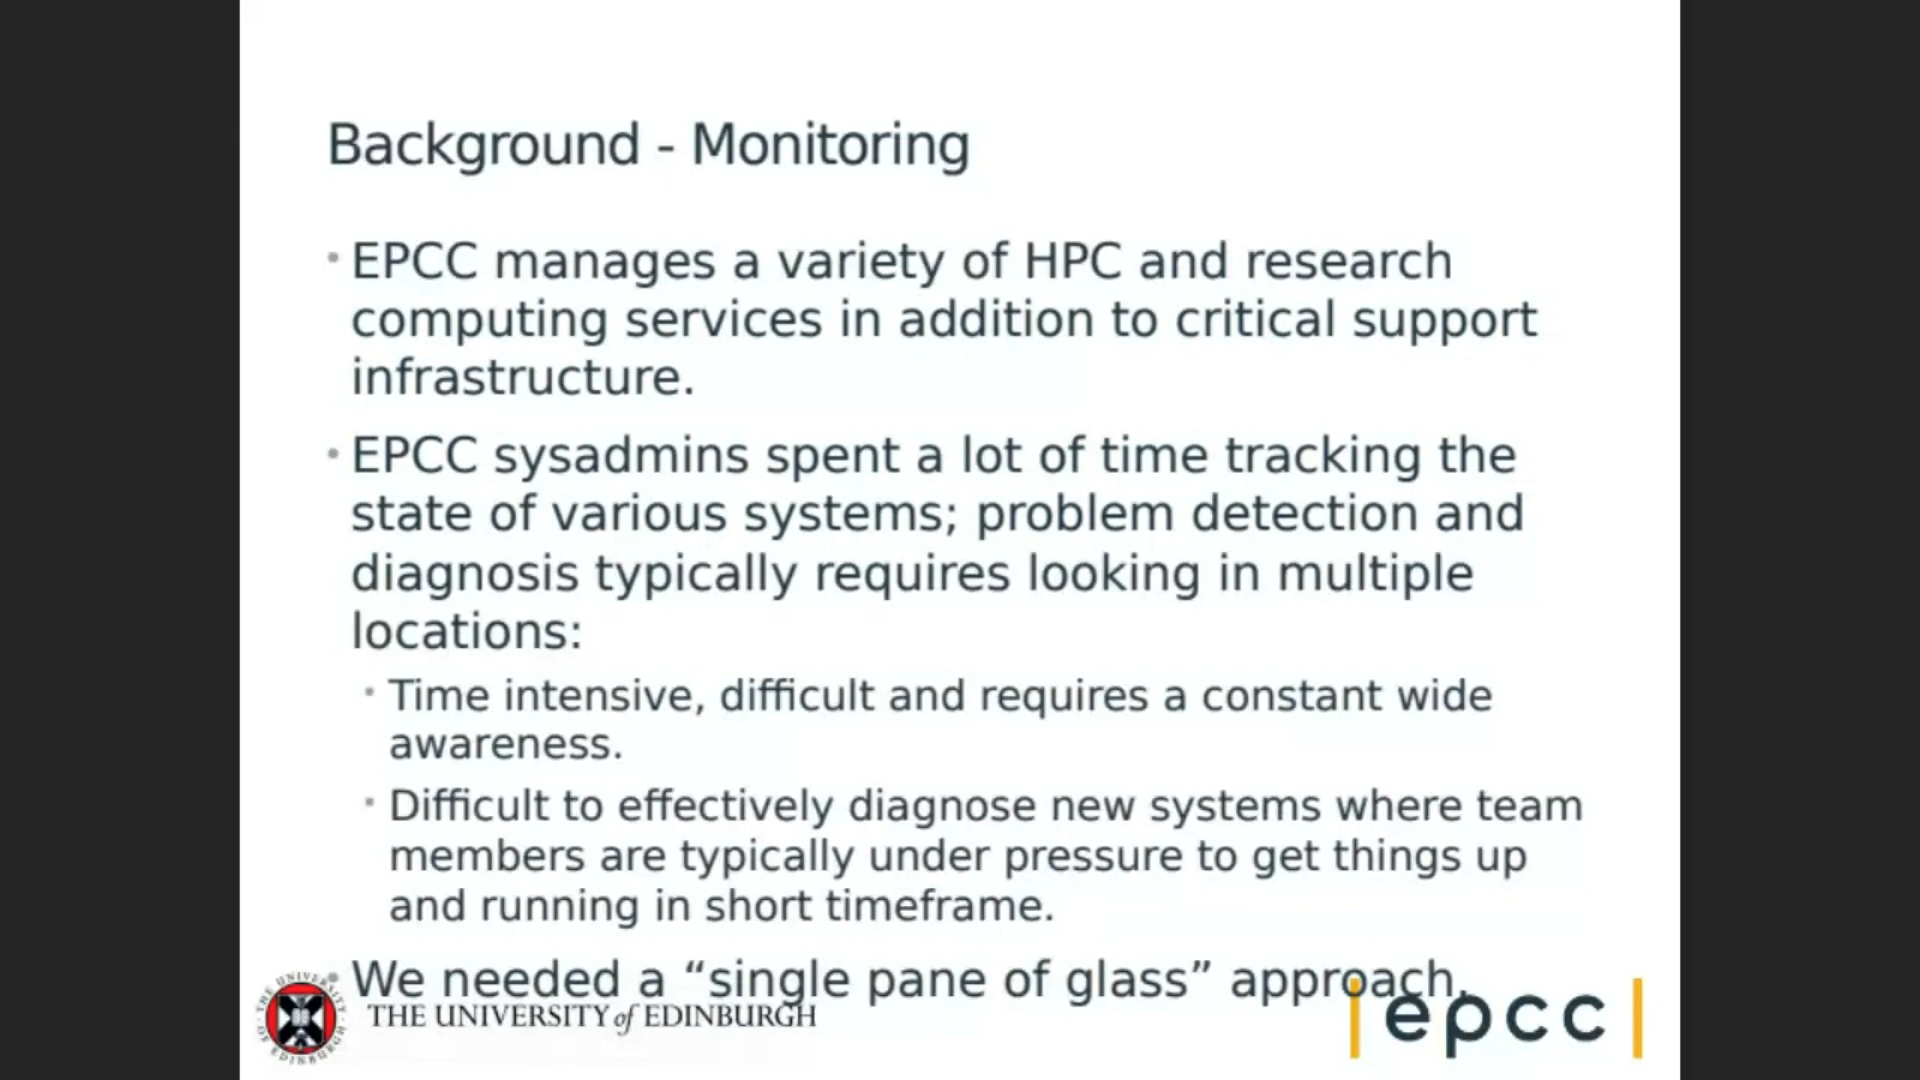 Background - Monitoring
EPCC manages a variety of HPC and research
computing services in addition to critical support
infrastructure.
EPCC sysadmins spent a lot of time tracking the
state of various systems; problem detection and
diagnosis typically requires looking in multiple
locations:
Time intensive, difficult and requires a constant wide
awareness.
Difficult to effectively diagnose new systems where team
members are typically under pressure to get things up
and running in short timeframe.
We needed a “single pane of glass” approach.
THE UNIVERSITY OF EDINBURGH
THE UNIVERSITY of EDINBURGH
epcc